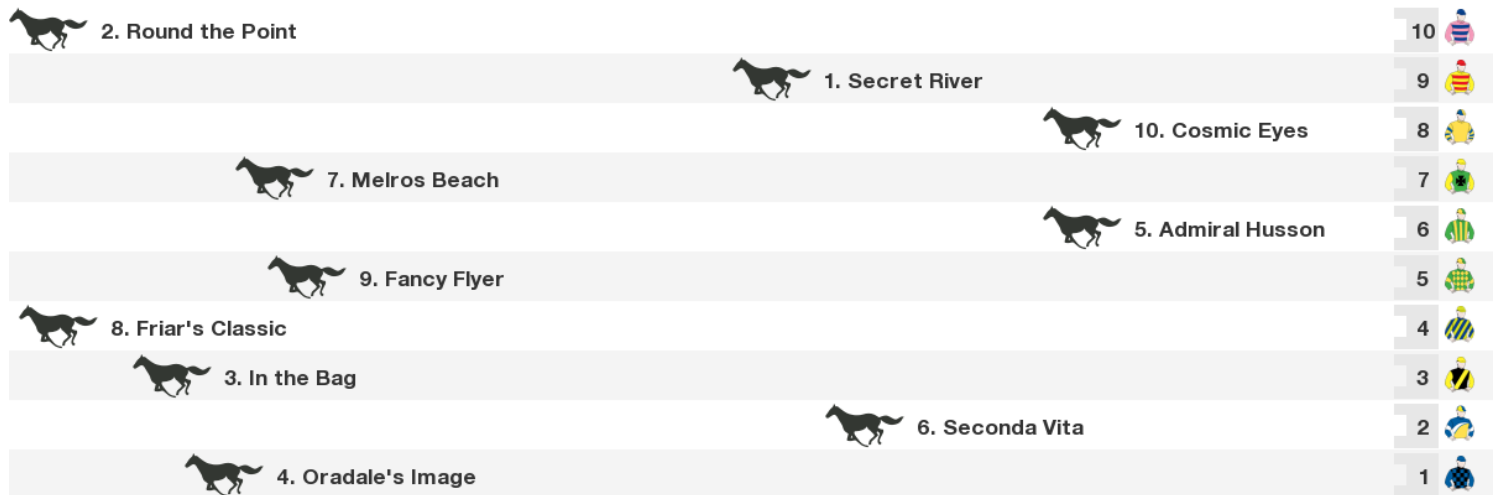 2. Round the Point 10
1. Secret River 9
10. Cosmic Eyes 8
7. Melros Beach 7
5. Admiral Husson 6
9. Fancy Flyer 5
8. Friar's Classic 4
3. In the Bag 3
6. Seconda Vita 2
4. Oradale's Image 1